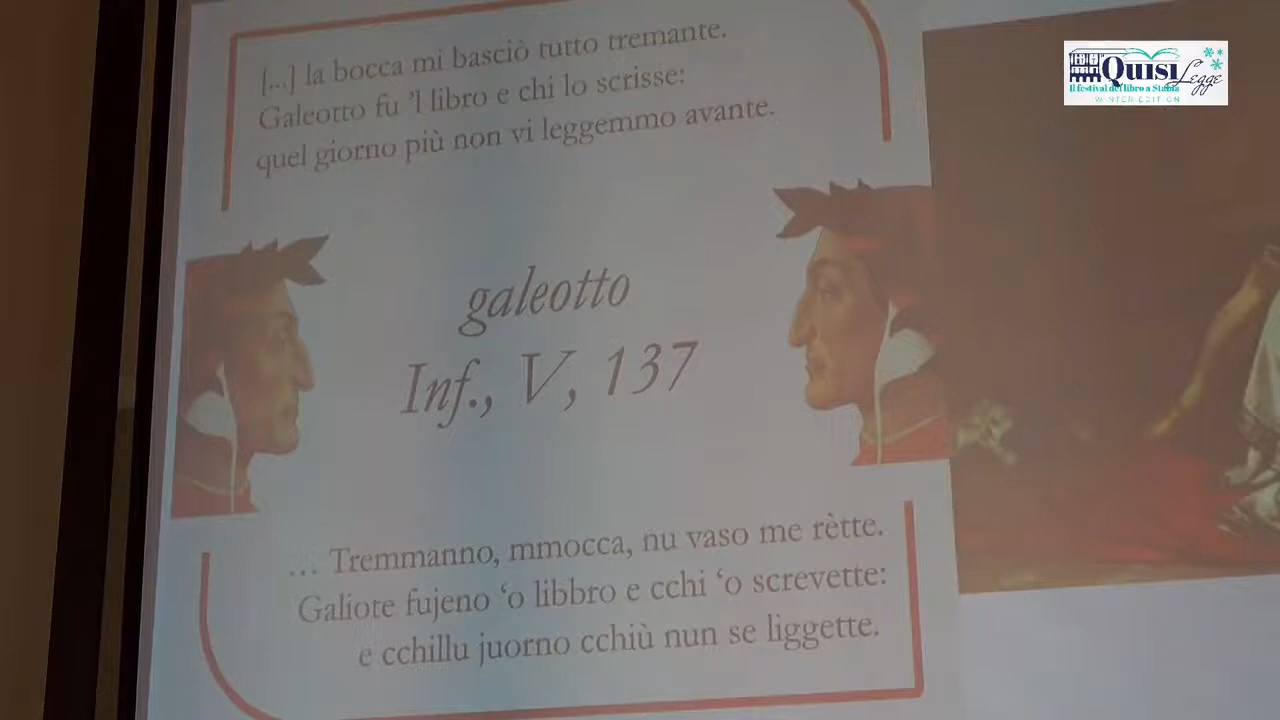 [...] la bocca mi basciò tutto tremante.
Galeotto fu 'l libro e chi lo scrisse:
quel giorno più non vi leggemmo avante.
galeotto
Inf., V, 137
… Tremmanno, mmocca, nu vaso me rètte.
Galiote fujeno ‘o libbro e cchi ‘o screvette:
e cchillu juorno cchiù nun se liggette.
Quisi Legge
Il festival del libro a Stabia
WINTER EDITION